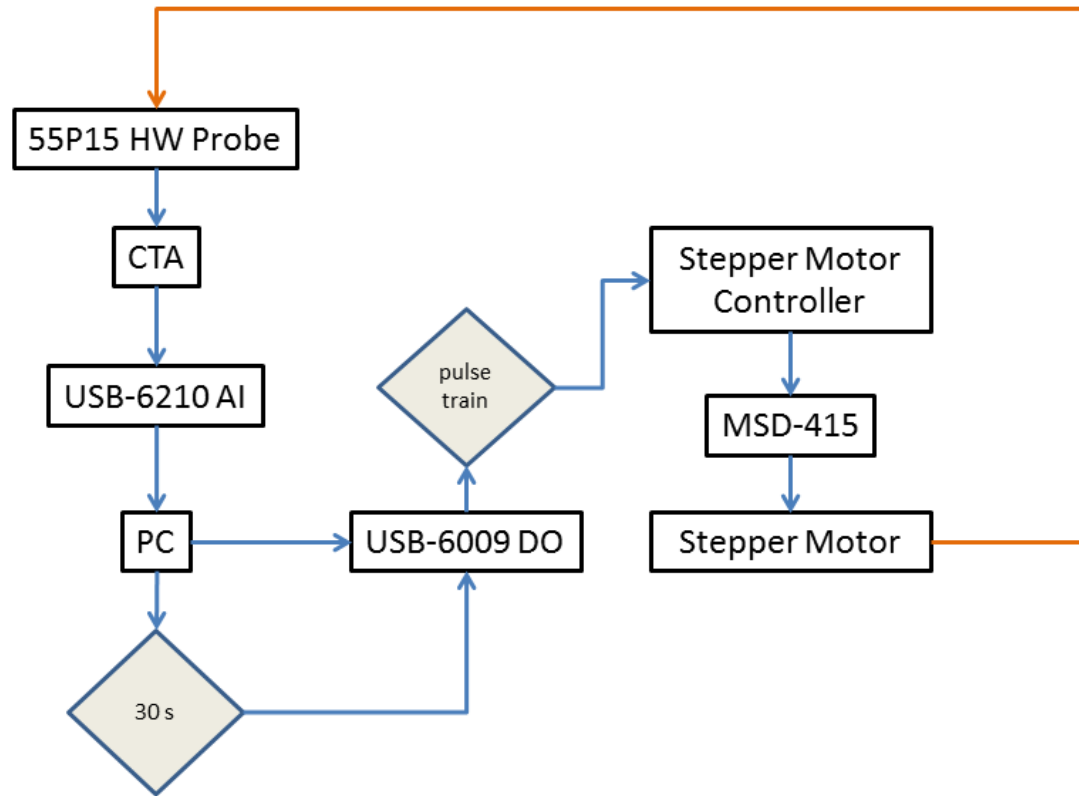 55P15 HW Probe
CTA
USB-6210 AI
PC
30 s
USB-6009 DO
pulse
train
Stepper Motor
Controller
MSD-415
Stepper Motor